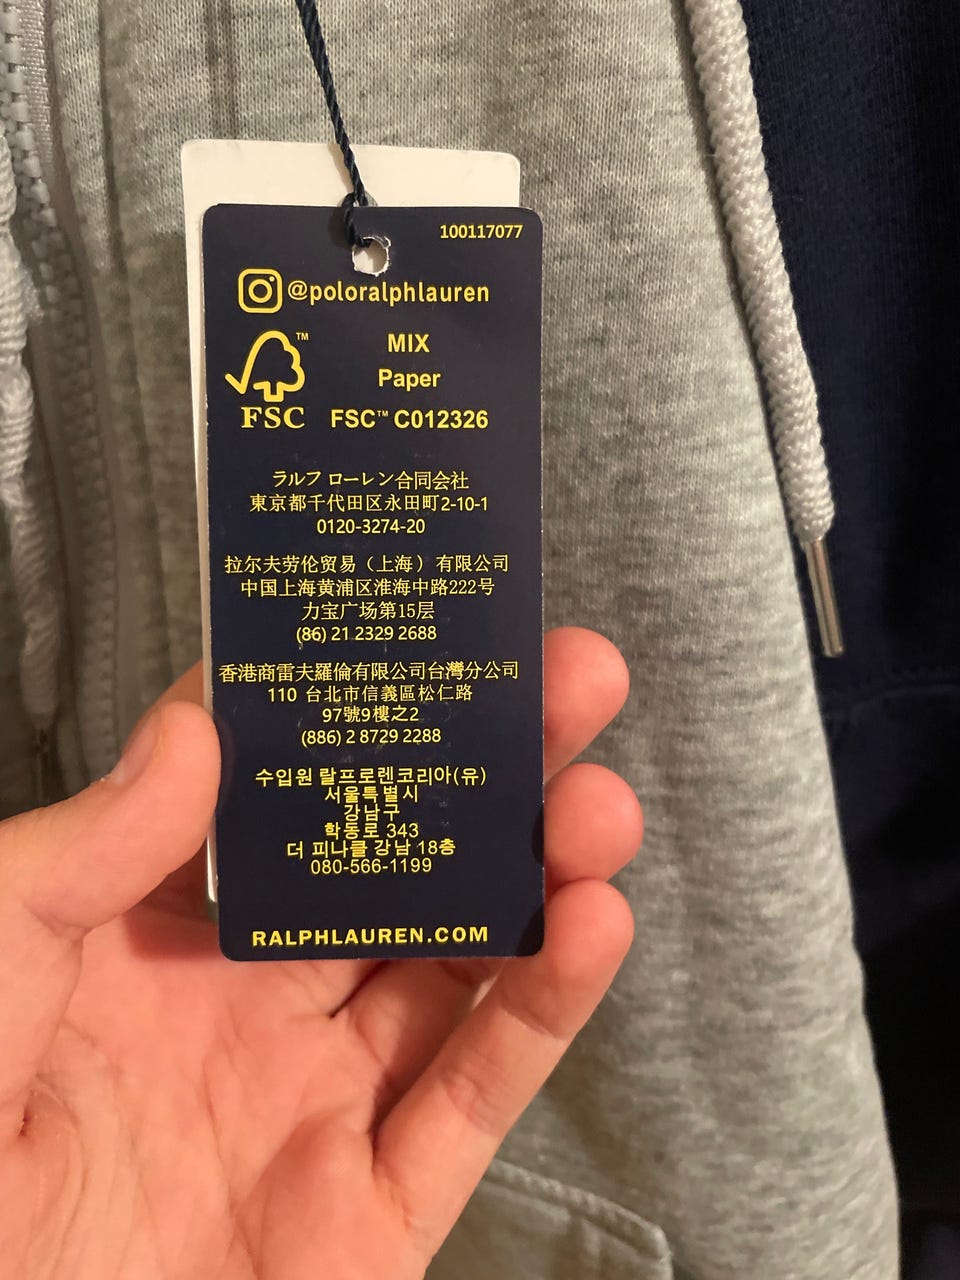 100117077
@poloralphlauren
MIX
Paper
FSC™ C012326
TM
FSC
ラルフ ローレン合同会社
東京都千代田区永田町2-10-1
0120-3274-20
拉尔夫劳伦贸易（上海）有限公司
中国上海黄浦区淮海中路222号
力宝广场第15层
(86) 21 2329 2688
香港商雷夫羅倫有限公司台灣分公司
110 台北市信義區松仁路
97號9樓之2
(886) 2 8729 2288
수입원 랄프로렌코리아(유)
서울특별시
강남구
학동로 343
더 피나클 강남 18층
080-566-1199
RALPHLAUREN.COM